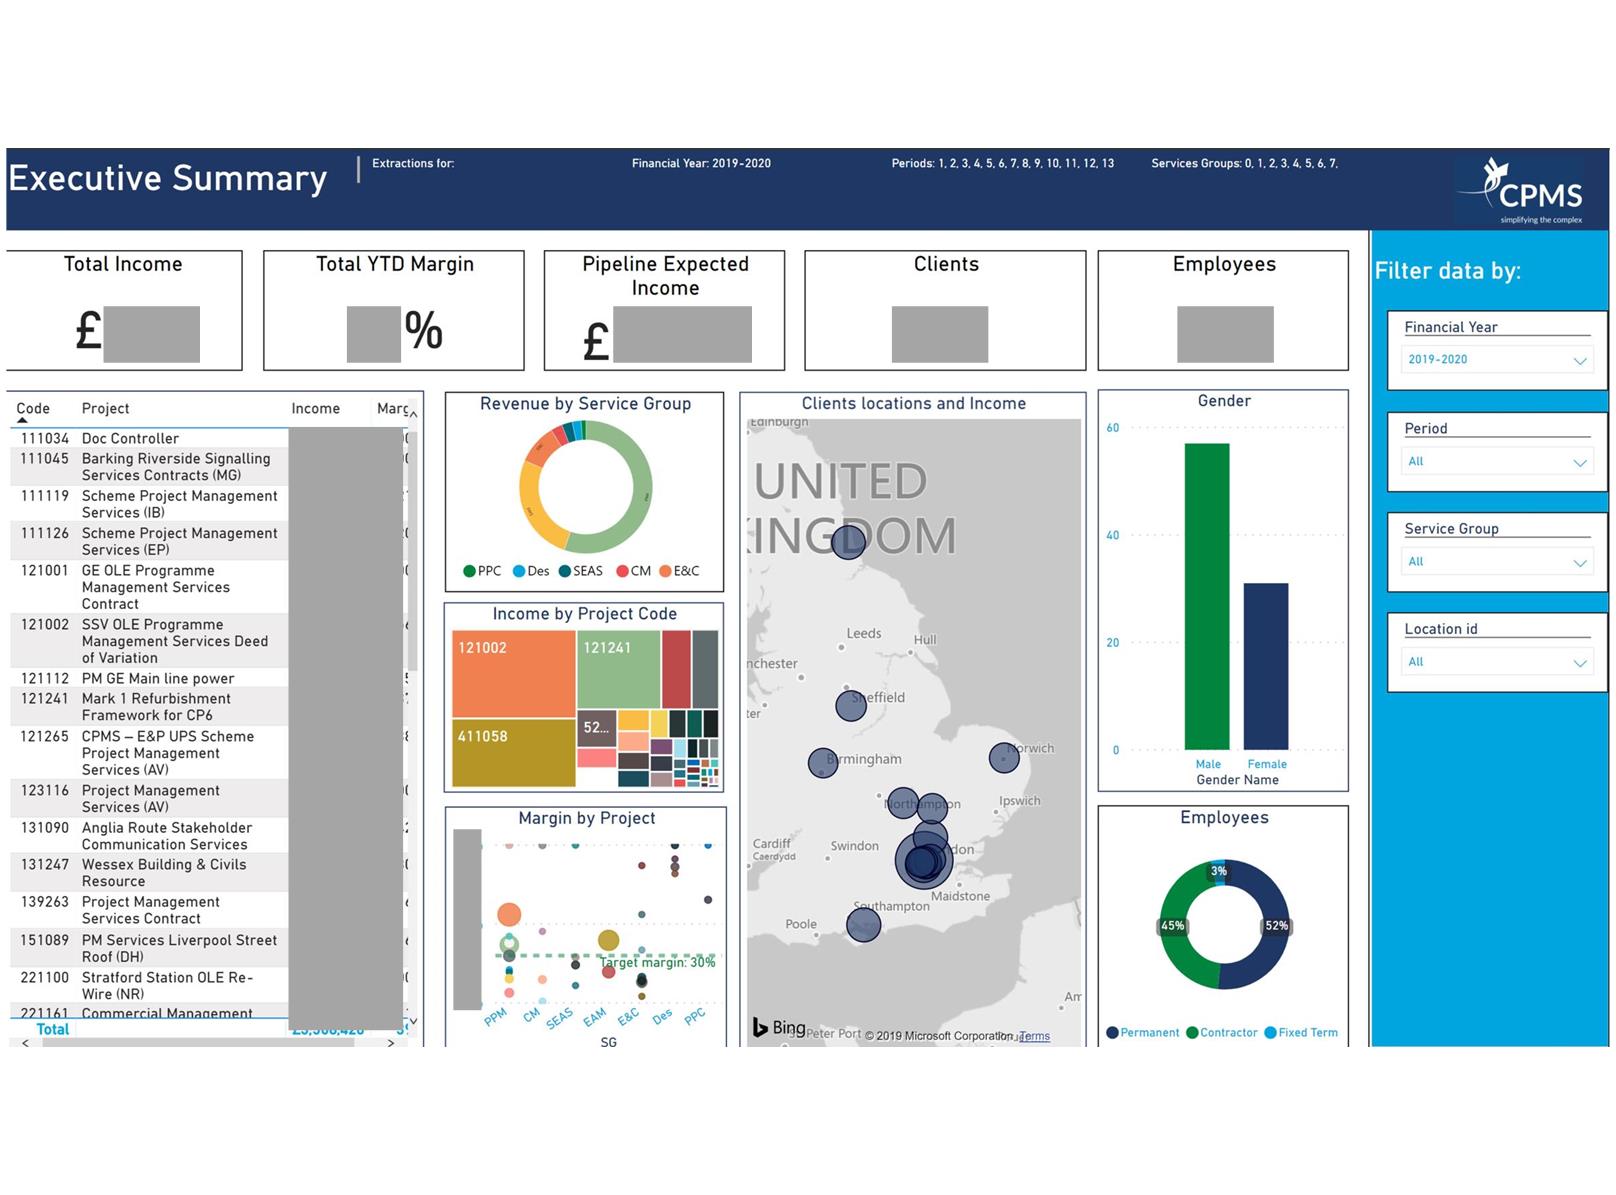 Executive Summary
Extractions for:
Financial Year: 2019-2020
Periods: 1, 2, 3, 4, 5, 6, 7, 8, 9, 10, 11, 12, 13
Services Groups: 0, 1, 2, 3, 4, 5, 6, 7,
CPMS
simplifying the complex
Total Income
£
Total YTD Margin
%
Pipeline Expected
Income
£
Clients
Employees
Filter data by:
Financial Year
2019-2020
Period
All
Service Group
All
Location id
All
Code Project Income Marg
111034 Doc Controller
111045 Barking Riverside Signalling
Services Contracts (MG)
111119 Scheme Project Management
Services (IB)
111126 Scheme Project Management
Services (EP)
121001 GE OLE Programme
Management Services
Contract
121002 SSV OLE Programme
Management Services Deed
of Variation
121112 PM GE Main line power
121241 Mark 1 Refurbishment
Framework for CP6
121265 CPMS – E&P UPS Scheme
Project Management
Services (AV)
123116 Project Management
Services (AV)
131090 Anglia Route Stakeholder
Communication Services
131247 Wessex Building & Civils
Resource
139263 Project Management
Services Contract
151089 PM Services Liverpool Street
Roof (DH)
221100 Stratford Station OLE Re-
Wire (NR)
221161 Commercial Management
Total
Revenue by Service Group
PPC Des SEAS CM E&C
Income by Project Code
121002
121241
411058
52...
Margin by Project
Target margin: 30%
PPM CM SEAS EAM E&C Des PPC
SG
Clients locations and Income
Edinburgh
UNITED
KINGDOM
Leeds
Hull
nchester
Sheffield
ter
Norwich
Birmingham
Northampton
Ipswich
Cardiff
Caerdydd
Swindon
don
Maidstone
Southampton
Poole
Am
Bing
Peter Port
© 2019 Microsoft Corporation Terms
Gender
60
40
20
0
Male Female
Gender Name
Employees
3%
45%
52%
Permanent Contractor Fixed Term